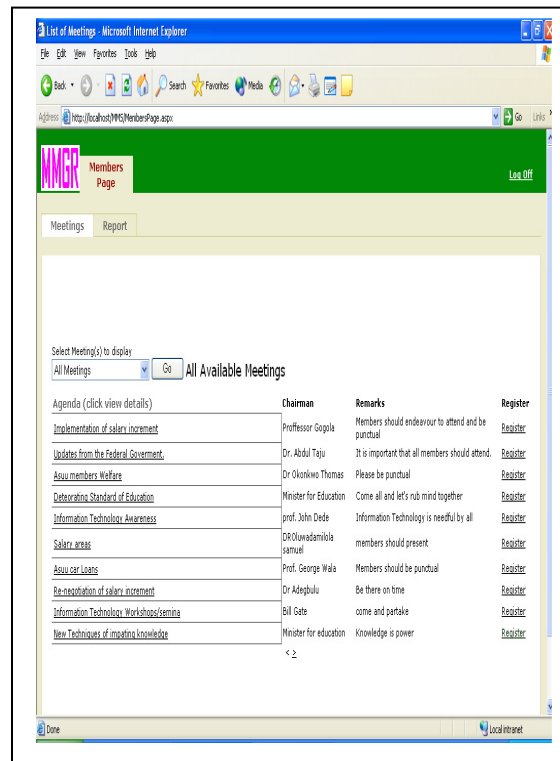 List of Meetings - Microsoft Internet Explorer
File Edit View Favorites Tools Help
Back Search Favorites Media
Address http://localhost/MMS/MembersPage.aspx Go Links
MMGR Members Page Log Off
Meetings Report
Select Meeting(s) to display
All Meetings Go All Available Meetings
Agenda (click view details) Chairman Remarks Register
Implementation of salary increment Proffessor Gogola Members should endeavour to attend and be punctual Register
Updates from the Federal Goverment. Dr. Abdul Taju It is important that all members should attend. Register
Asuu members Welfare Dr Okonkwo Thomas Please be punctual Register
Deteorating Standard of Education Minister for Education Come all and let's rub mind together Register
Information Technology Awareness prof. John Dede Information Technology is needful by all Register
Salary areas DROluwadamilola samuel members should present Register
Asuu car Loans Prof. George Wala Members should be punctual Register
Re-negotiation of salary increment Dr Adegbulu Be there on time Register
Information Technology Workshops/semina Bill Gate come and partake Register
New Techniques of impating knowledge Minister for education Knowledge is power Register
< >
Done Local intranet